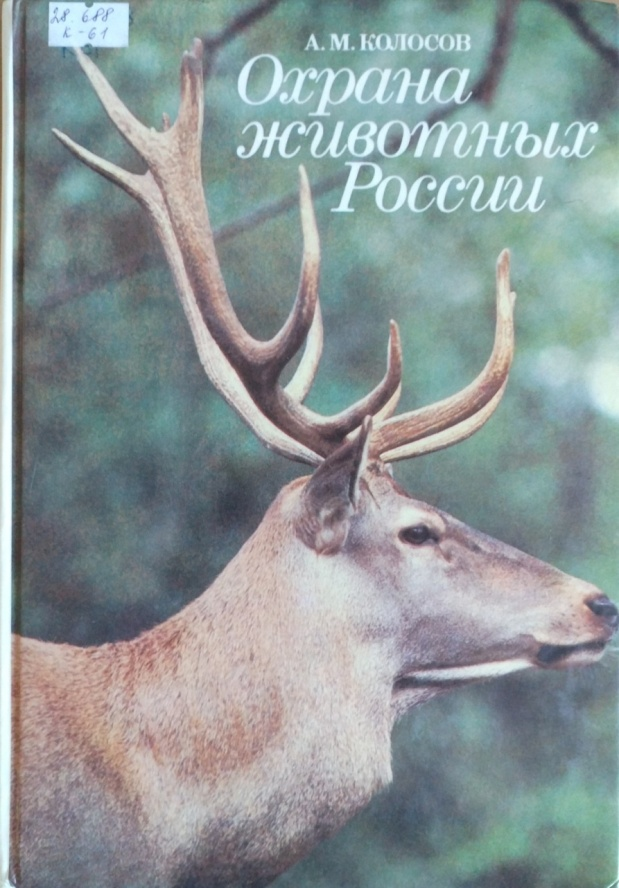 28.688
К-61
А. М. КОЛОСОВ
Охрана
животных
России